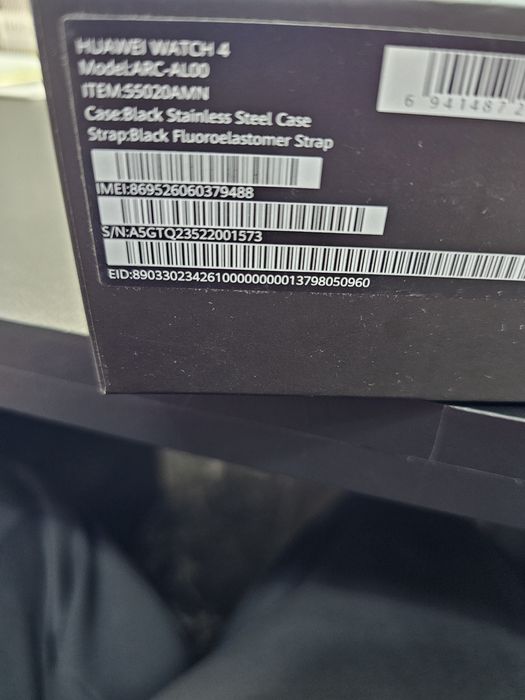 HUAWEI WATCH 4
Model:ARC-AL00
ITEM:55020AMN
Case:Black Stainless Steel Case
Strap:Black Fluoroelastomer Strap
6 941487 2
IMEI:869526060379488
S/N:A5GTQ23522001573
EID:89033023426100000000013798050960